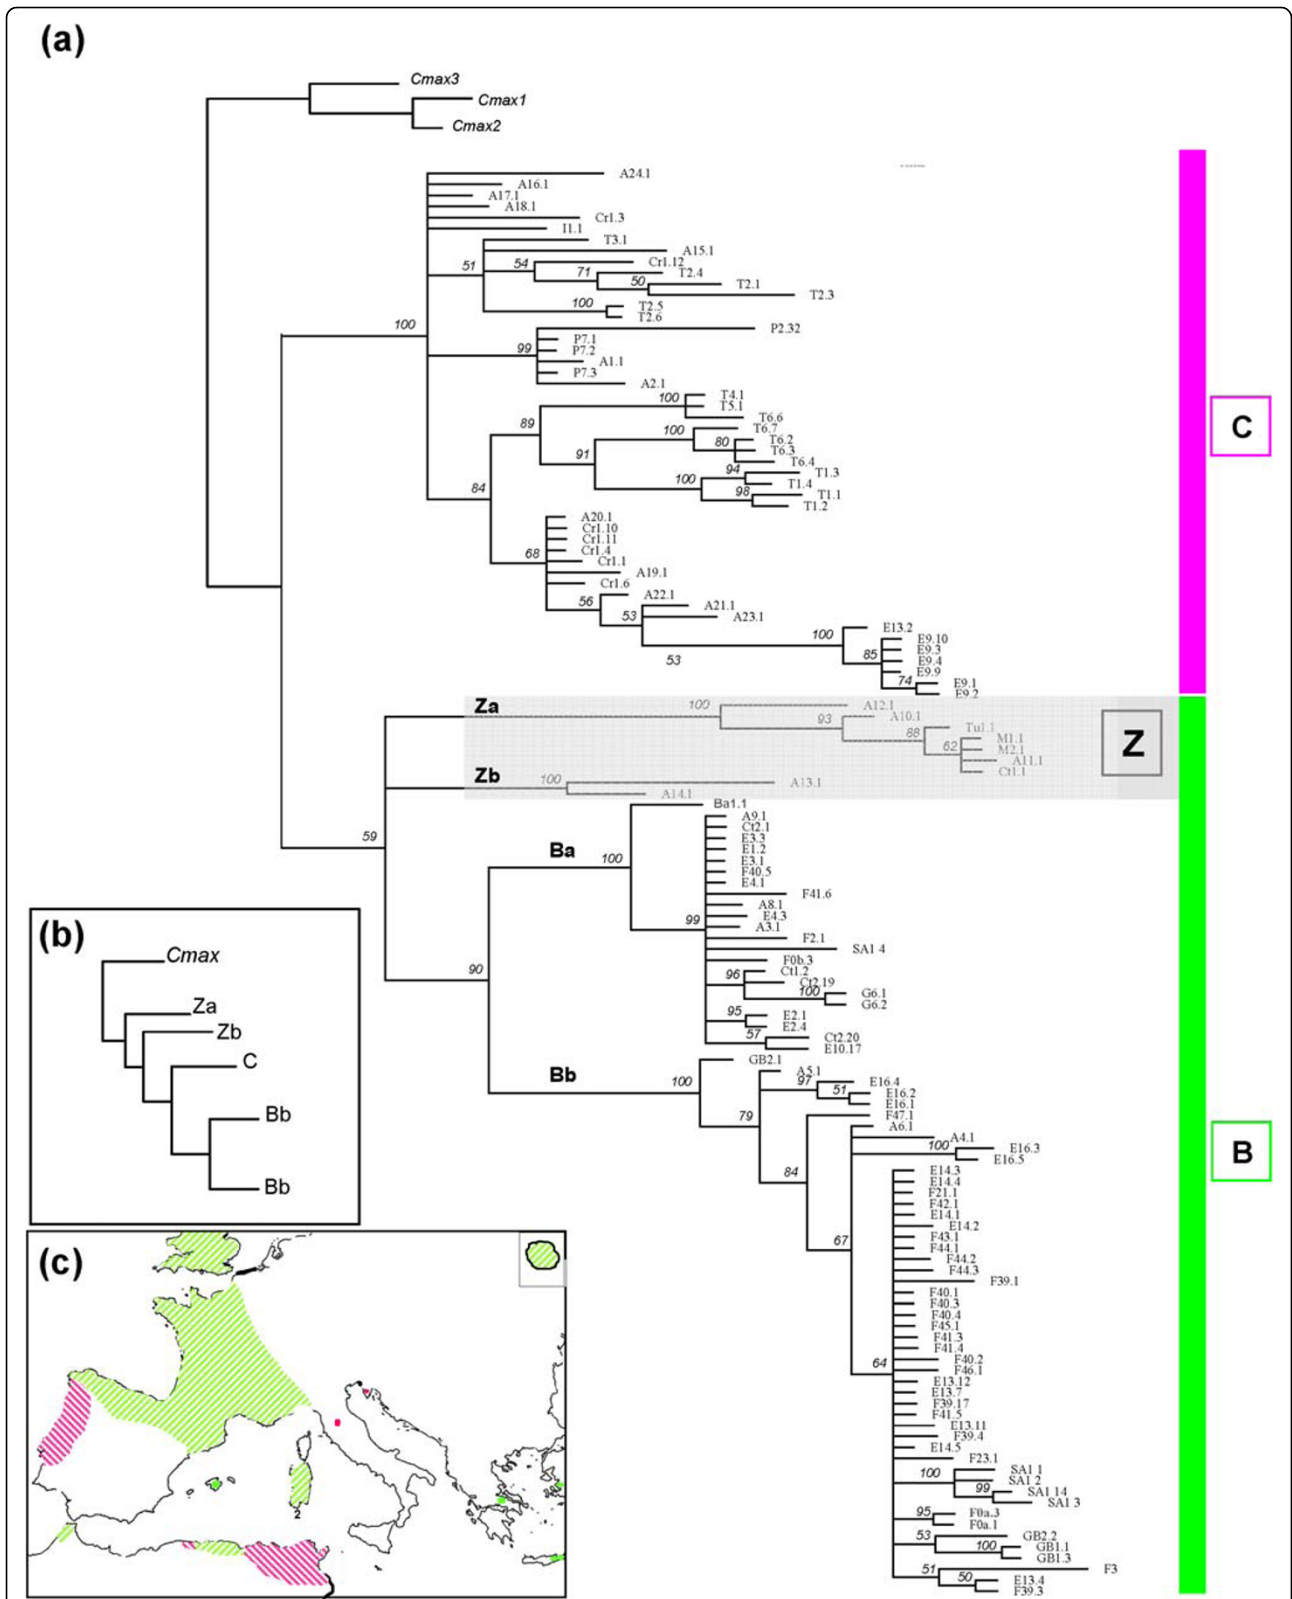 (a)
Cmax3
Cmax1
Cmax2
A24.1
A16.1
A17.1
A18.1
Cr1.3
I1.1
T3.1
A15.1
51
54
Cr1.12
71
T2.4
50
T2.1
T2.3
100
T2.5
T2.6
100
P2.32
P7.1
99
P7.2
A1.1
P7.3
A2.1
100
T4.1
T5.1
T6.6
89
100
T6.7
80
T6.2
T6.3
T6.4
91
94
T1.3
100
T1.4
98
T1.1
T1.2
84
C
A20.1
Cr1.10
Cr1.11
Cr1.4
68
Cr1.1
A19.1
Cr1.6
56
A22.1
53
A21.1
A23.1
100
E13.2
E9.10
E9.3
85
E9.4
E9.9
74
E9.1
E9.2
53
Za
100
A12.1
93
A10.1
88
Tu1.1
62
M1.1
M2.1
A11.1
Ct1.1
Z
Zb
100
A13.1
A14.1
59
Ba1.1
Ba
100
A9.1
Ct2.1
E3.3
E1.2
E3.1
F40.5
E4.1
F41.6
A8.1
99
E4.3
A3.1
F2.1
SA1 4
F0b.3
96
Ct1.2
Ct2.19
100
G6.1
G6.2
95
E2.1
E2.4
57
Ct2.20
E10.17
90
Bb
100
GB2.1
A5.1
97
E16.4
51
E16.2
E16.1
79
F47.1
A6.1
A4.1
100
E16.3
E16.5
B
84
E14.3
E14.4
F21.1
F42.1
E14.1
E14.2
67
F43.1
F44.1
F44.2
F44.3
F39.1
F40.1
F40.3
F40.4
F45.1
F41.3
F41.4
64
F40.2
F46.1
E13.12
E13.7
F39.17
F41.5
E13.11
F39.4
E14.5
F23.1
100
SA1 1
SA1 2
99
SA1 14
SA1 3
95
F0a.3
F0a.1
53
GB2.2
100
GB1.1
GB1.3
51
F3
50
E13.4
F39.3
(b)
Cmax
Za
Zb
C
Bb
Bb
(c)
2